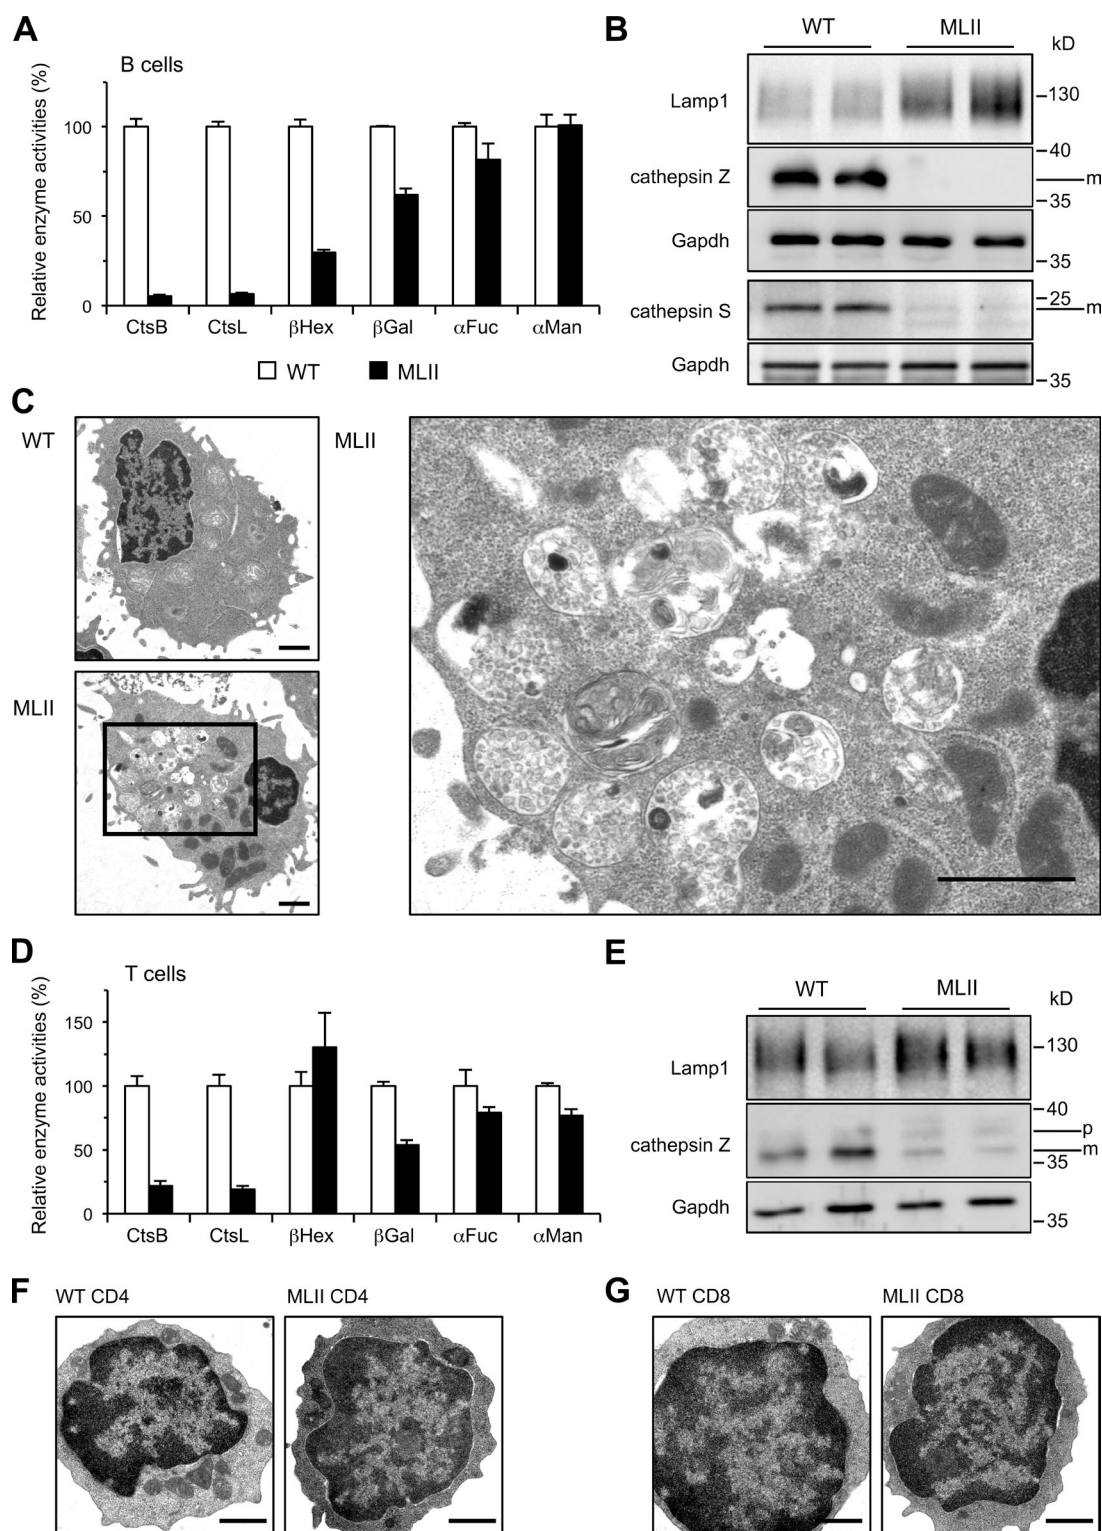 A
B cells
Relative enzyme activities (%)
100
50
0
CtsB CtsL βHex βGal αFuc αMan
WT MLII
B
WT MLII
kD
Lamp1
130
40
cathepsin Z
m
35
Gapdh
35
25
cathepsin S
m
Gapdh
35
C
WT
MLII
MLII
D
T cells
Relative enzyme activities (%)
150
100
50
0
CtsB CtsL βHex βGal αFuc αMan
E
WT MLII
kD
Lamp1
130
40
p
cathepsin Z
m
35
Gapdh
35
F
WT CD4 MLII CD4
G
WT CD8 MLII CD8